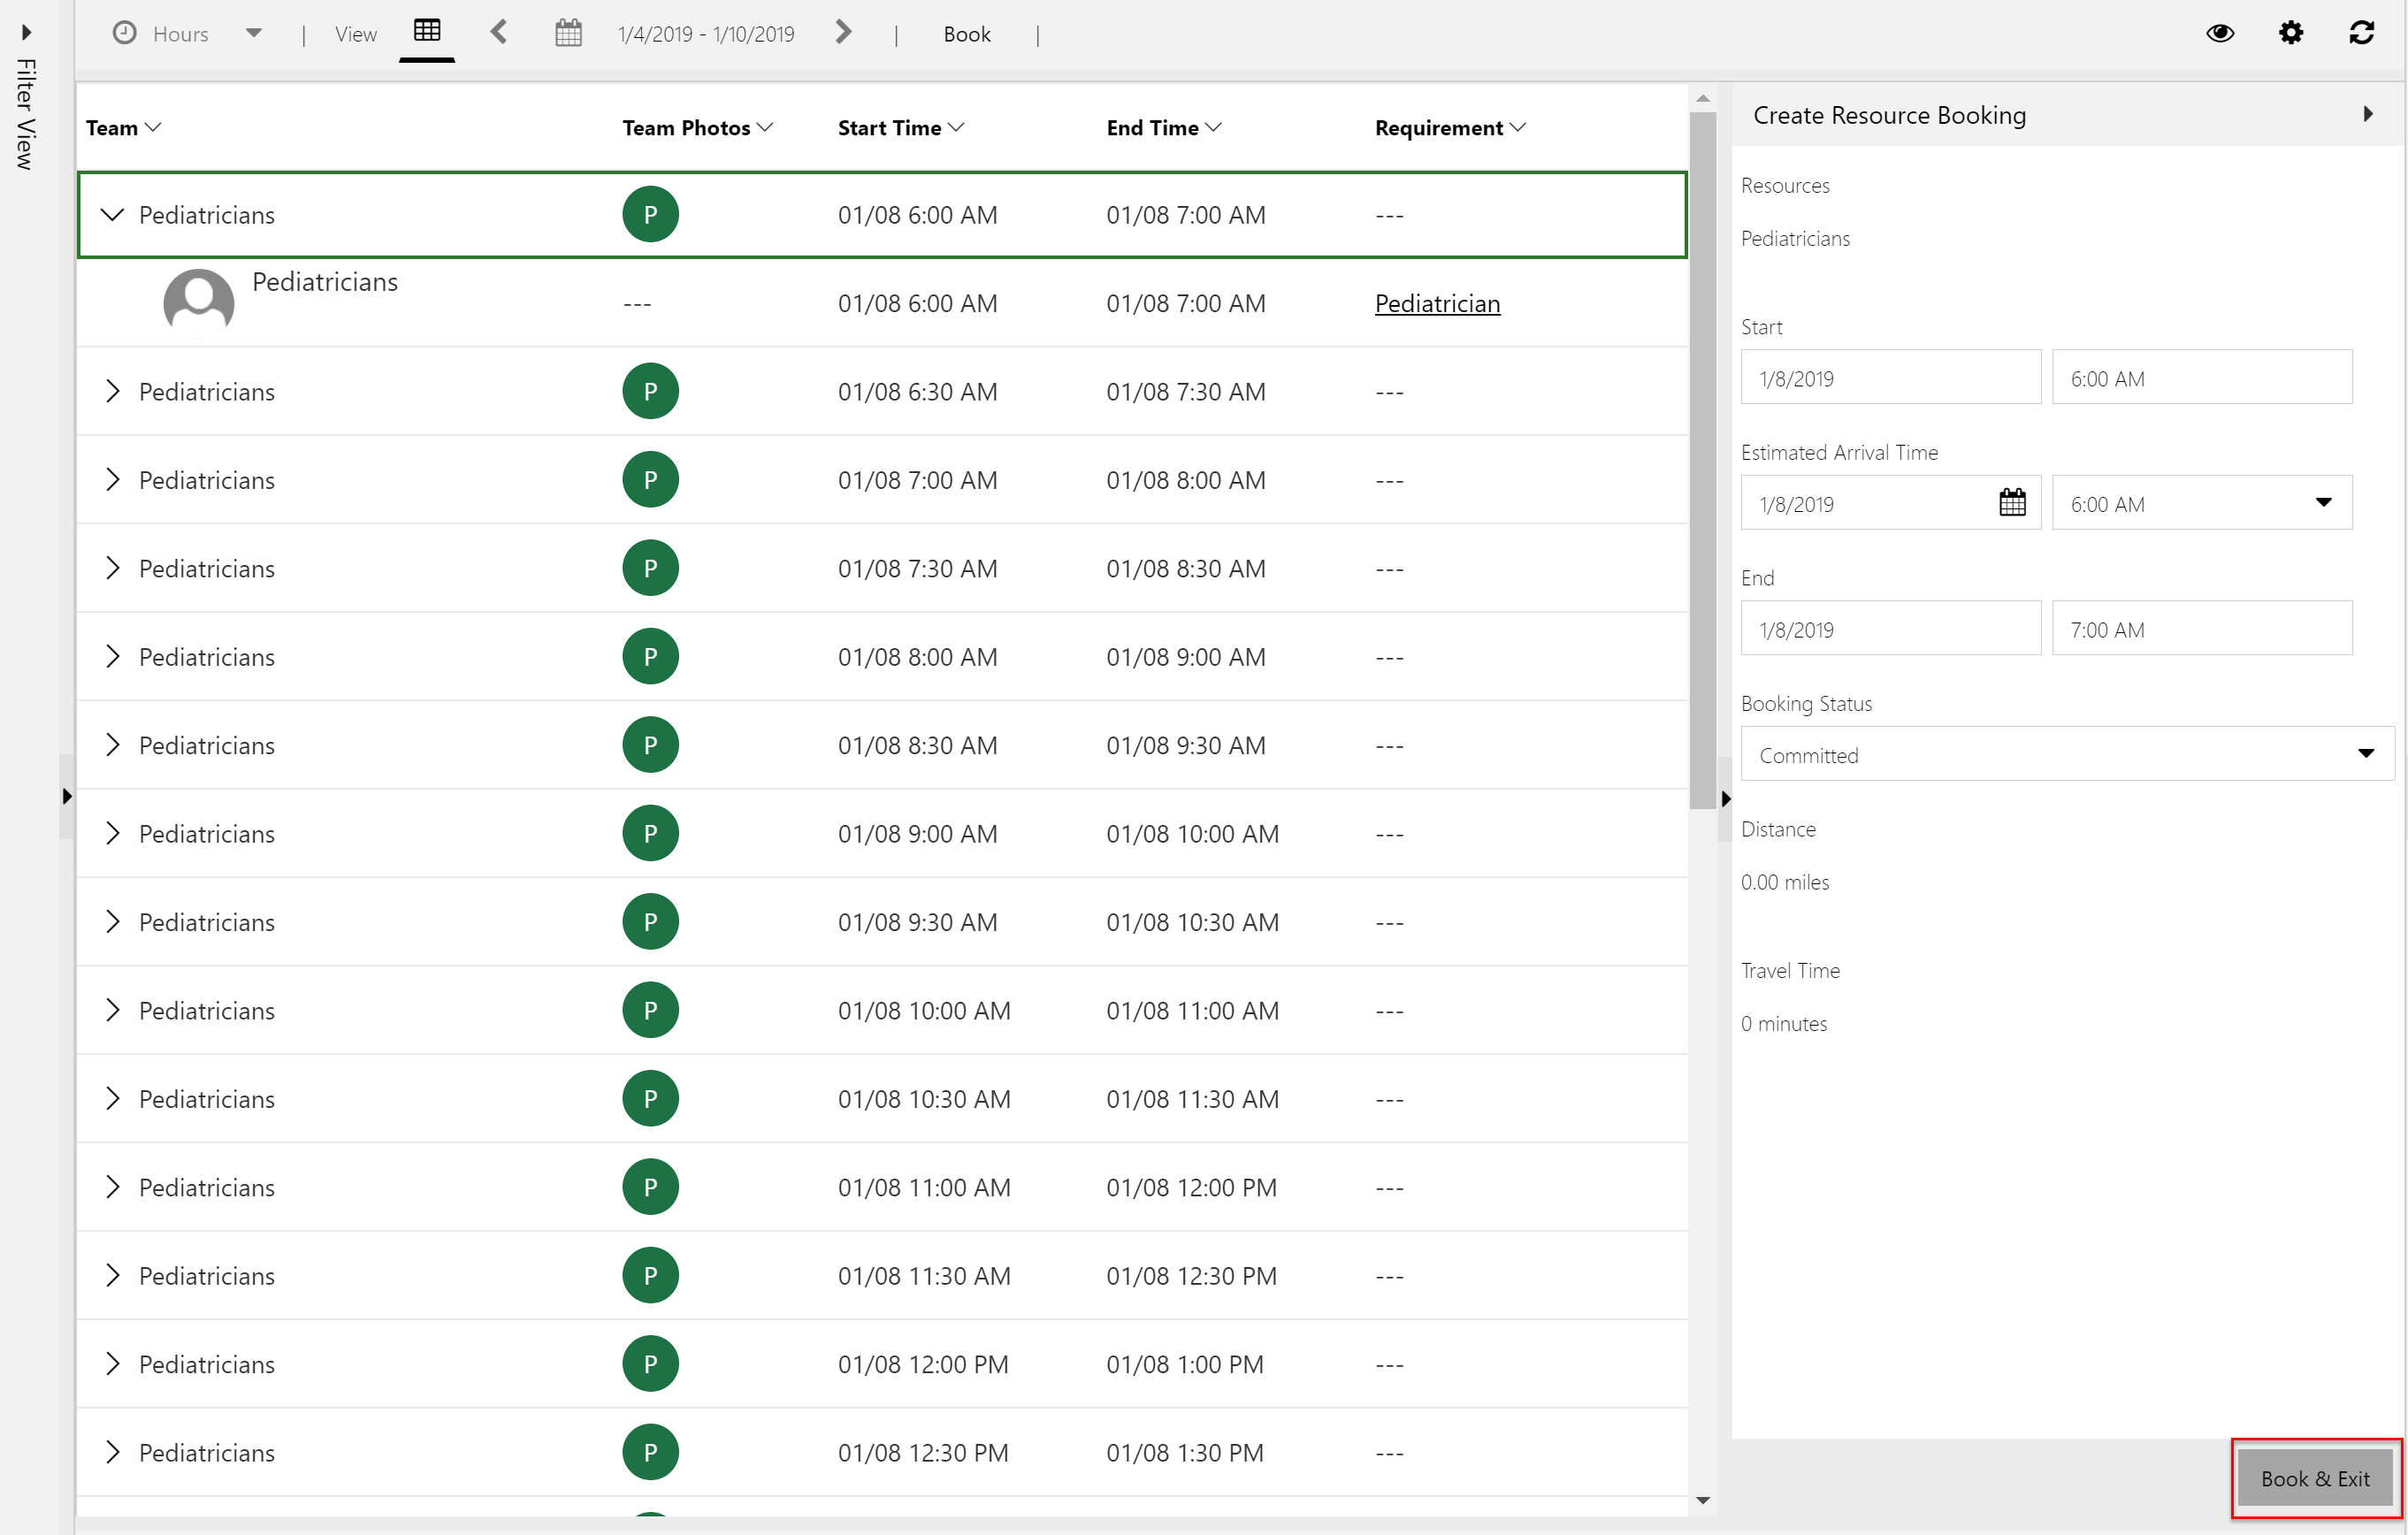 Filter View
Hours | View 1/4/2019 - 1/10/2019 | Book |
Team Team Photos Start Time End Time Requirement
Pediatricians P 01/08 6:00 AM 01/08 7:00 AM ---
Pediatricians --- 01/08 6:00 AM 01/08 7:00 AM Pediatrician
Pediatricians P 01/08 6:30 AM 01/08 7:30 AM ---
Pediatricians P 01/08 7:00 AM 01/08 8:00 AM ---
Pediatricians P 01/08 7:30 AM 01/08 8:30 AM ---
Pediatricians P 01/08 8:00 AM 01/08 9:00 AM ---
Pediatricians P 01/08 8:30 AM 01/08 9:30 AM ---
Pediatricians P 01/08 9:00 AM 01/08 10:00 AM ---
Pediatricians P 01/08 9:30 AM 01/08 10:30 AM ---
Pediatricians P 01/08 10:00 AM 01/08 11:00 AM ---
Pediatricians P 01/08 10:30 AM 01/08 11:30 AM ---
Pediatricians P 01/08 11:00 AM 01/08 12:00 PM ---
Pediatricians P 01/08 11:30 AM 01/08 12:30 PM ---
Pediatricians P 01/08 12:00 PM 01/08 1:00 PM ---
Pediatricians P 01/08 12:30 PM 01/08 1:30 PM ---
Create Resource Booking
Resources
Pediatricians
Start
1/8/2019 6:00 AM
Estimated Arrival Time
1/8/2019 6:00 AM
End
1/8/2019 7:00 AM
Booking Status
Committed
Distance
0.00 miles
Travel Time
0 minutes
Book & Exit